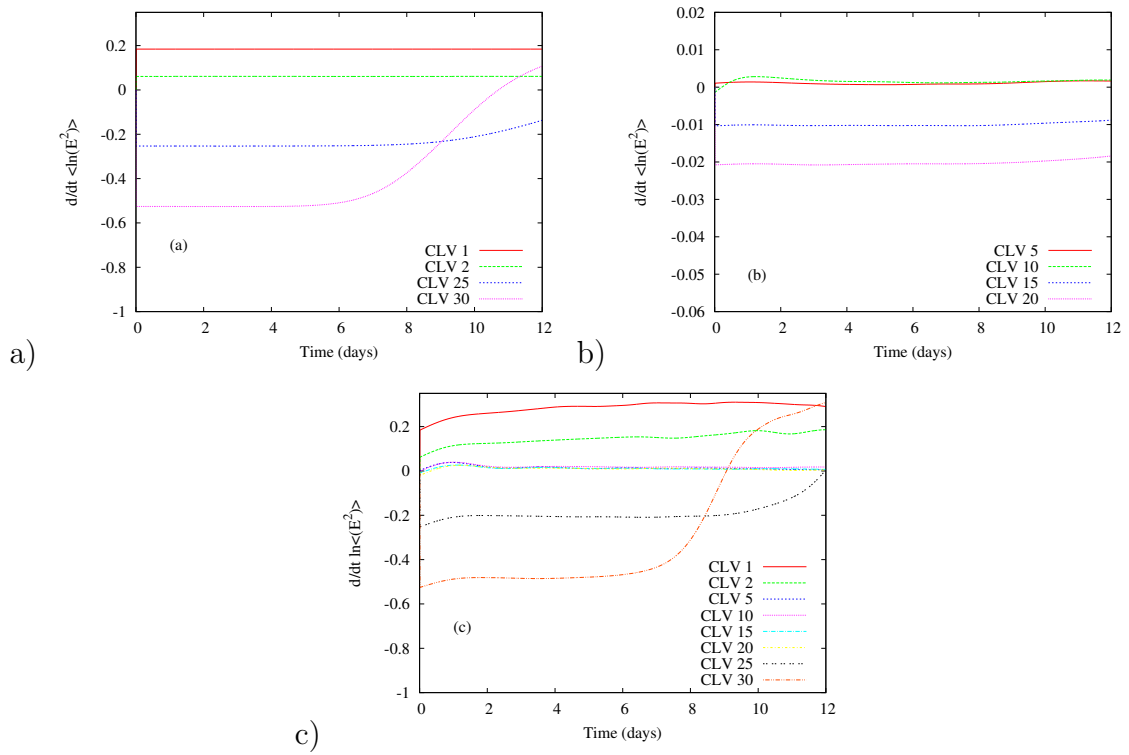 0.2
0
-0.2
-0.4
-0.6
-0.8
-1
0 2 4 6 8 10 12
d/dt <ln(E^2)>
Time (days)
(a)
CLV 1
CLV 2
CLV 25
CLV 30
a)
0.02
0.01
0
-0.01
-0.02
-0.03
-0.04
-0.05
-0.06
0 2 4 6 8 10 12
d/dt <ln(E^2)>
Time (days)
(b)
CLV 5
CLV 10
CLV 15
CLV 20
b)
0.2
0
-0.2
-0.4
-0.6
-0.8
-1
0 2 4 6 8 10 12
d/dt ln<(E^2)>
Time (days)
(c)
CLV 1
CLV 2
CLV 5
CLV 10
CLV 15
CLV 20
CLV 25
CLV 30
c)